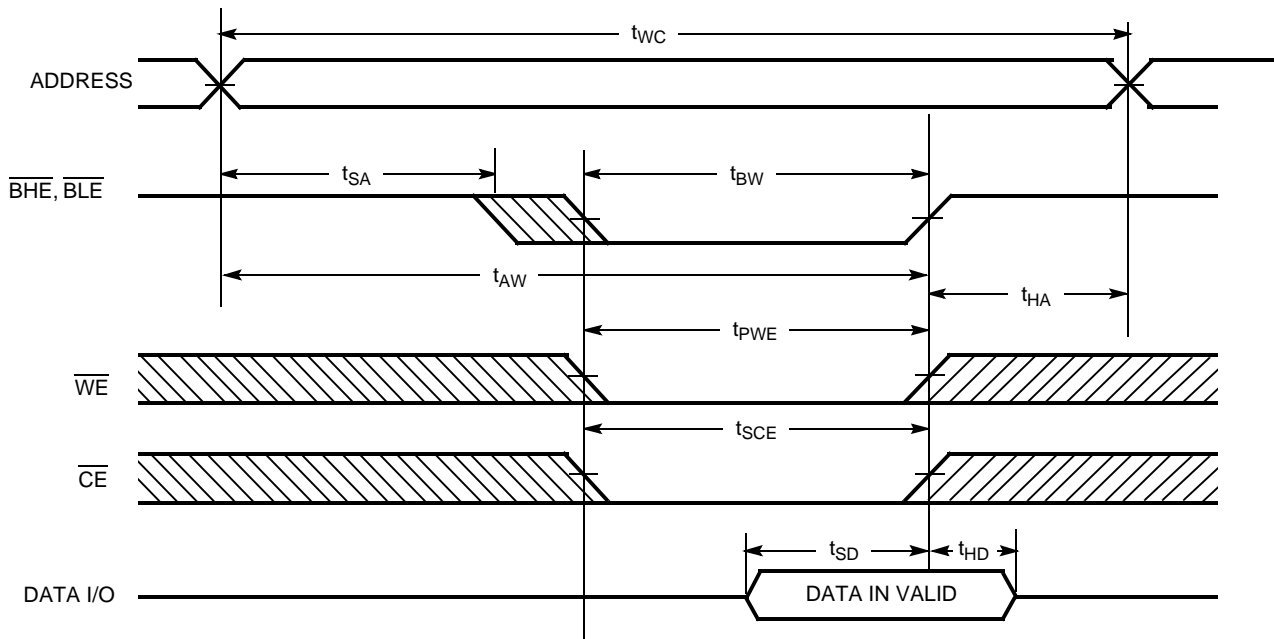 tWC
ADDRESS
tSA
tBW
BHE, BLE
tAW
tHA
tPWE
WE
tSCE
CE
tSD
tHD
DATA I/O
DATA IN VALID